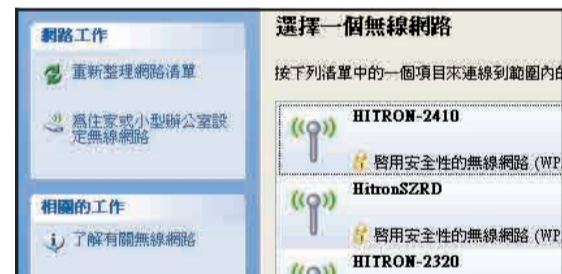 網路工作
重新整理網路清單
為住家或小型辦公室設
定無線網路
相關的工作
了解有關無線網路
選擇一個無線網路
按下列清單中的一個項目來連線到範圍內的
HITRON-2410
啓用安全性的無線網路 (WP
HitronSZRD
啓用安全性的無線網路 (WP
HITRON-2320